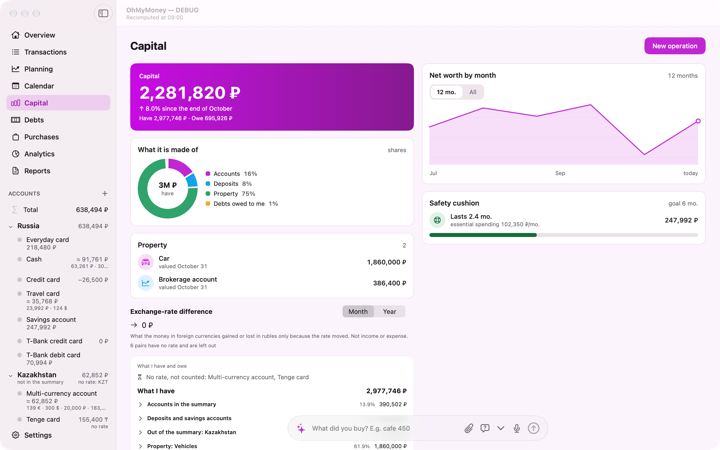 OhMyMoney — DEBUG
Recomputed at 09:00
Overview
Transactions
Planning
Calendar
Capital
Debts
Purchases
Analytics
Reports
ACCOUNTS
Total 638,494 ₽
Russia 638,494 ₽
Everyday card
218,480 ₽
Cash ≈ 91,761 ₽
63,261 ₽ · 30...
Credit card −26,500 ₽
Travel card
≈ 35,768 ₽
23,992 ₽ · 124 $
Savings account
247,992 ₽
T-Bank credit card 0 ₽
T-Bank debit card
70,994 ₽
Kazakhstan 62,852 ₽
not in the summary no rate: KZT
Multi-currency account
≈ 62,852 ₽
139 € · 300 $ · 20,000 ₽ · 183,...
Tenge card 155,400 ₸
no rate
Settings
Capital
New operation
Capital
2,281,820 ₽
↑ 8.0% since the end of October
Have 2,977,746 ₽ · Owe 695,926 ₽
What it is made of shares
3M ₽
have
Accounts 16%
Deposits 8%
Property 75%
Debts owed to me 1%
Property 2
Car
valued October 31
1,860,000 ₽
Brokerage account
valued October 31
386,400 ₽
Exchange-rate difference Month Year
→ 0 ₽
What the money in foreign currencies gained or lost in rubles only because the rate moved. Not income or expense.
6 pairs have no rate and are left out
What I have and owe
No rate, not counted: Multi-currency account, Tenge card
What I have 2,977,746 ₽
Accounts in the summary 13.9% 390,502 ₽
Deposits and savings accounts
Out of the summary: Kazakhstan
Property: Vehicles 61.9% 1,860,000 ₽
Net worth by month 12 months
12 mo. All
Jul Sep today
Safety cushion goal 6 mo.
Lasts 2.4 mo.
essential spending 102,350 ₽/mo.
247,992 ₽
What did you buy? E.g. cafe 450